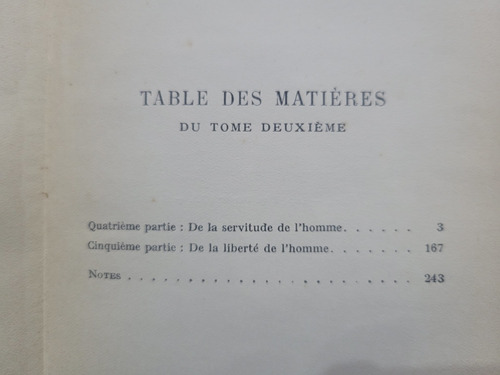 TABLE DES MATIÈRES
DU TOME DEUXIÈME
Quatrième partie : De la servitude de l'homme. . . . . . . 3
Cinquième partie : De la liberté de l'homme. . . . . . . . 167
Notes . . . . . . . . . . . . . . . . . . . . . 243